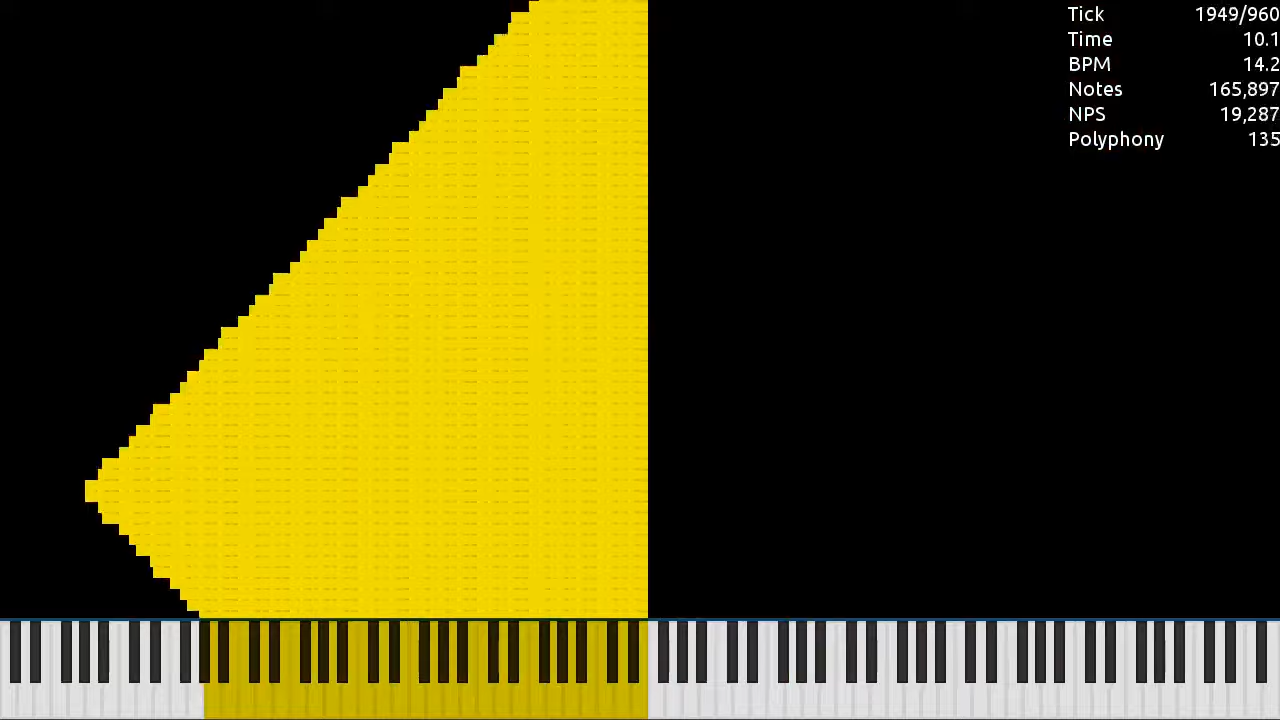 Tick 1949/960
Time 10.1
BPM 14.2
Notes 165,897
NPS 19,287
Polyphony 135